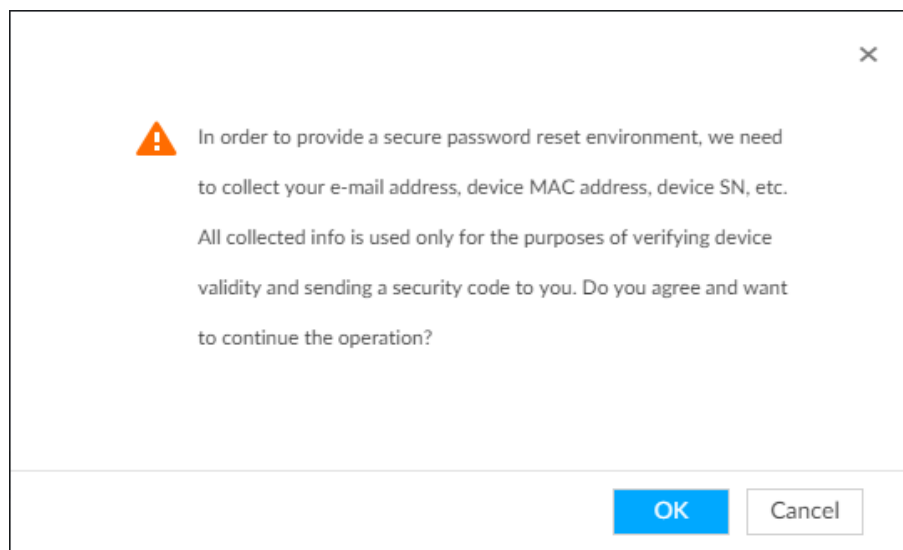 In order to provide a secure password reset environment, we need
to collect your e-mail address, device MAC address, device SN, etc.
All collected info is used only for the purposes of verifying device
validity and sending a security code to you. Do you agree and want
to continue the operation?
OK
Cancel